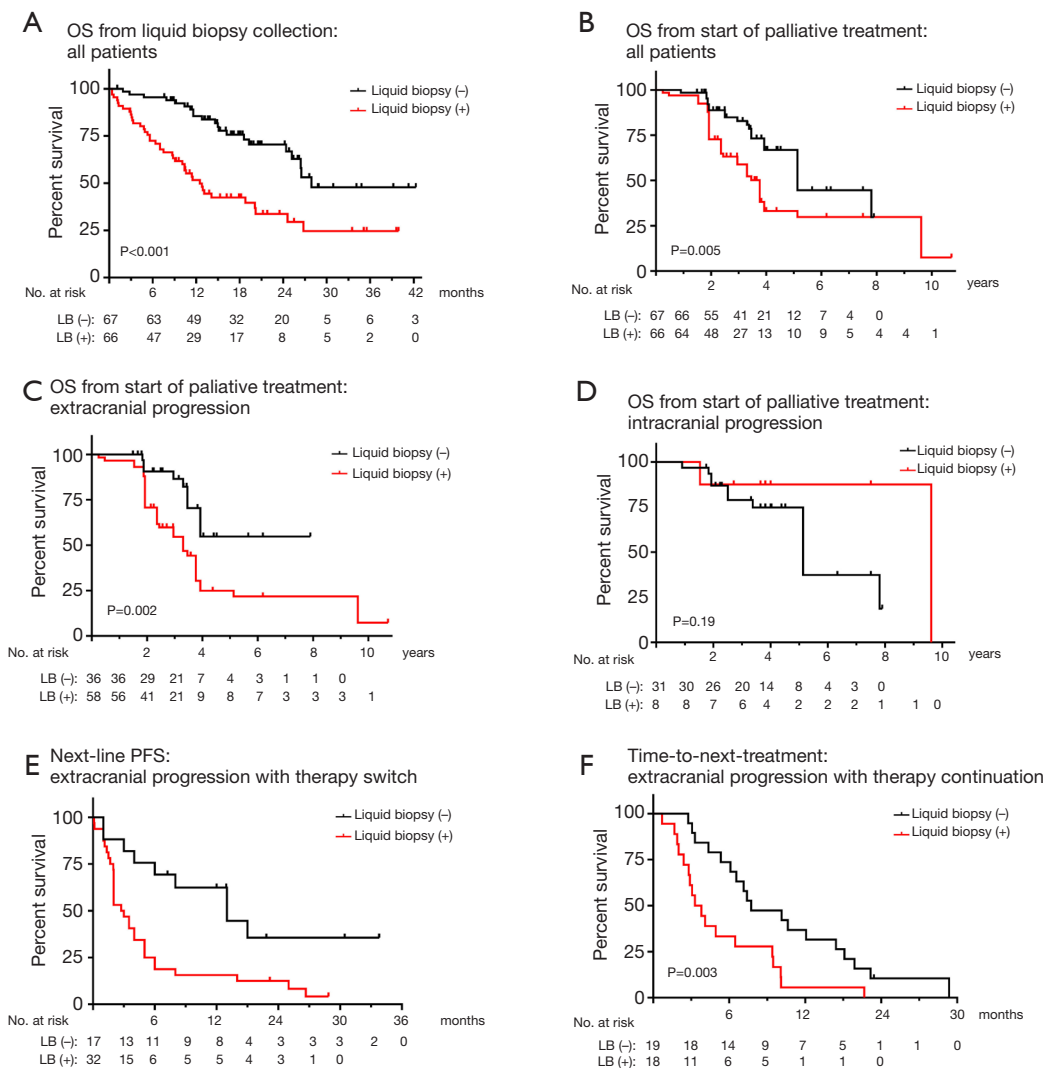 A
OS from liquid biopsy collection:
all patients
100
75
50
25
0
Percent survival
Liquid biopsy (–)
Liquid biopsy (+)
P<0.001
6 12 18 24 30 36 42 months
No. at risk
LB (–): 67 63 49 32 20 5 6 3
LB (+): 66 47 29 17 8 5 2 0
B
OS from start of palliative treatment:
all patients
100
75
50
25
0
Percent survival
Liquid biopsy (–)
Liquid biopsy (+)
P=0.005
2 4 6 8 10 years
No. at risk
LB (–): 67 66 55 41 21 12 7 4 0
LB (+): 66 64 48 27 13 10 9 5 4 4 1
C
OS from start of paliative treatment:
extracranial progression
100
75
50
25
0
Percent survival
Liquid biopsy (–)
Liquid biopsy (+)
P=0.002
2 4 6 8 10 years
No. at risk
LB (–): 36 36 29 21 7 4 3 1 1 0
LB (+): 58 56 41 21 9 8 7 3 3 3 1
D
OS from start of palliative treatment:
intracranial progression
100
75
50
25
0
Percent survival
Liquid biopsy (–)
Liquid biopsy (+)
P=0.19
2 4 6 8 10 years
No. at risk
LB (–): 31 30 26 20 14 8 4 3 0
LB (+): 8 8 7 6 4 2 2 2 1 1 0
E
Next-line PFS:
extracranial progression with therapy switch
100
75
50
25
0
Percent survival
Liquid biopsy (–)
Liquid biopsy (+)
6 12 24 30 36 months
No. at risk
LB (–): 17 13 11 9 8 4 3 3 3 2 0
LB (+): 32 15 6 5 5 4 3 1 0
F
Time-to-next-treatment:
extracranial progression with therapy continuation
100
75
50
25
0
Percent survival
Liquid biopsy (–)
Liquid biopsy (+)
P=0.003
6 12 24 30 months
No. at risk
LB (–): 19 18 14 9 7 5 1 1 0
LB (+): 18 11 6 5 1 1 0